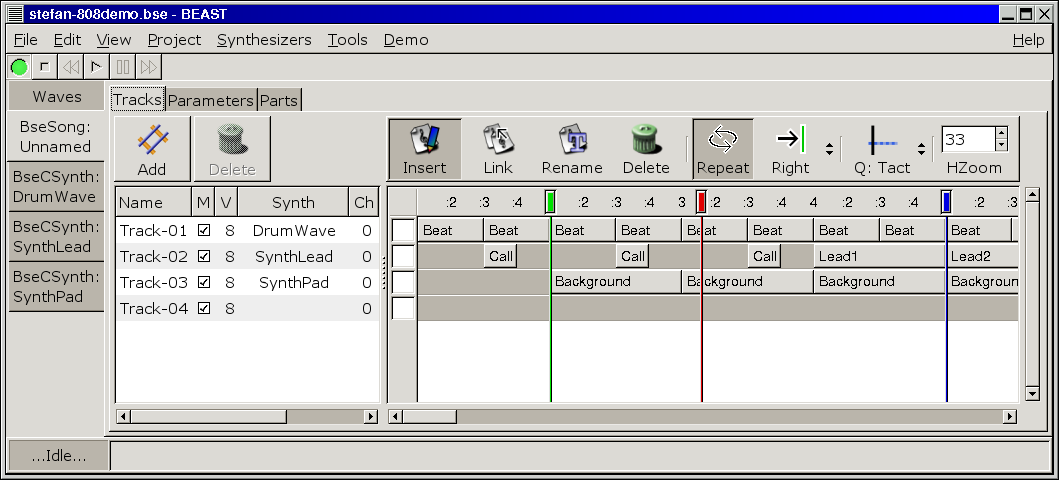 stefan-808demo.bse - BEAST
File Edit View Project Synthesizers Tools Demo Help
Waves
BseSong:
Unnamed
BseCSynth:
DrumWave
BseCSynth:
SynthLead
BseCSynth:
SynthPad
Tracks Parameters Parts
Add Delete
Insert Link Rename Delete Repeat Right Q: Tact 33 HZoom
Name M V Synth Ch
Track-01 8 DrumWave 0
Track-02 8 SynthLead 0
Track-03 8 SynthPad 0
Track-04 8 0
:2 :3 :4 :2 :3 :4 3 :2 :3 :4 4 :2 :3 :4 :2 :3
Beat Beat Beat Beat Beat Beat Beat Beat Beat
Call Call Call Lead1 Lead2
Background Background Background Backgroun
...Idle...